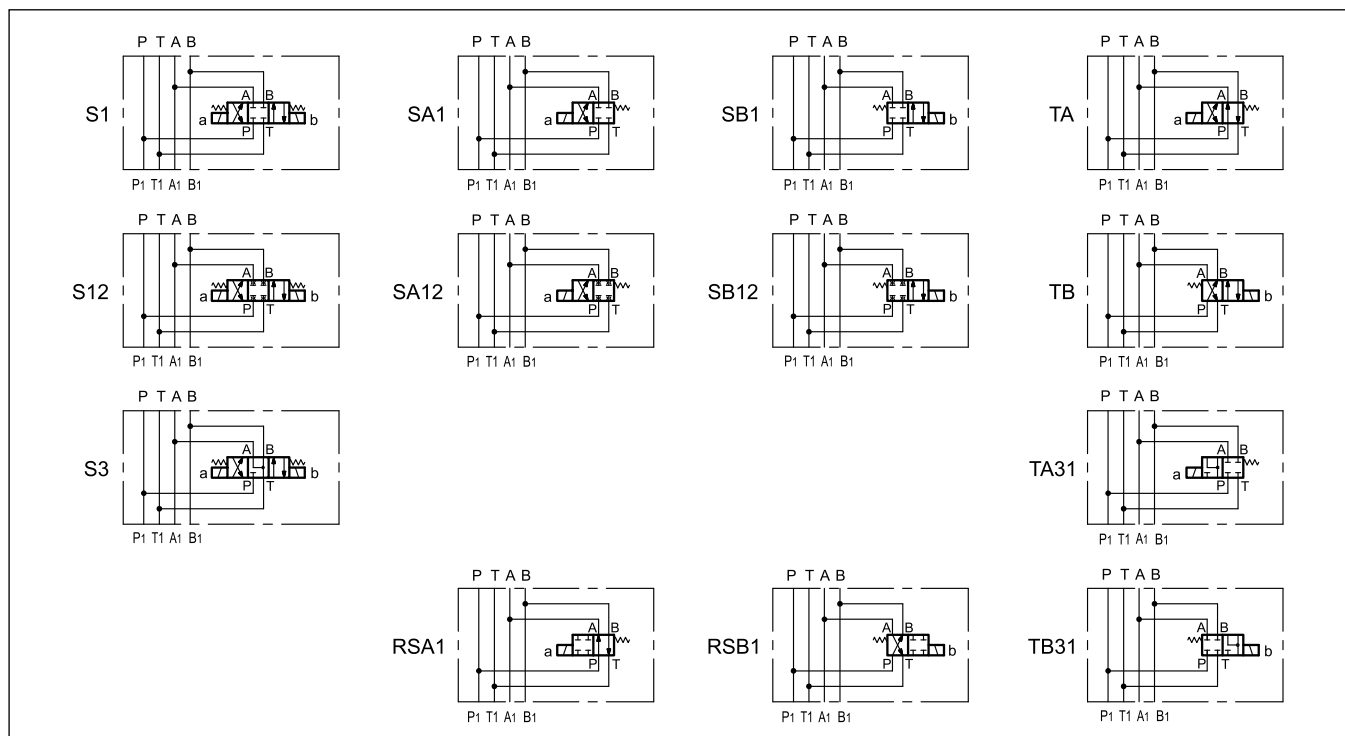 P T A B
S1
A B
a
b
P T
P1 T1 A1 B1
P T A B
SA1
A B
a
P T
P1 T1 A1 B1
P T A B
SB1
A B
b
P T
P1 T1 A1 B1
P T A B
TA
A B
a
P T
P1 T1 A1 B1
P T A B
S12
A B
a
b
P T
P1 T1 A1 B1
P T A B
SA12
A B
a
P T
P1 T1 A1 B1
P T A B
SB12
A B
b
P T
P1 T1 A1 B1
P T A B
TB
A B
b
P T
P1 T1 A1 B1
P T A B
S3
A B
a
b
P T
P1 T1 A1 B1
P T A B
TA31
A B
a
P T
P1 T1 A1 B1
P T A B
RSA1
A B
a
P T
P1 T1 A1 B1
P T A B
RSB1
A B
b
P T
P1 T1 A1 B1
P T A B
TB31
A B
b
P T
P1 T1 A1 B1